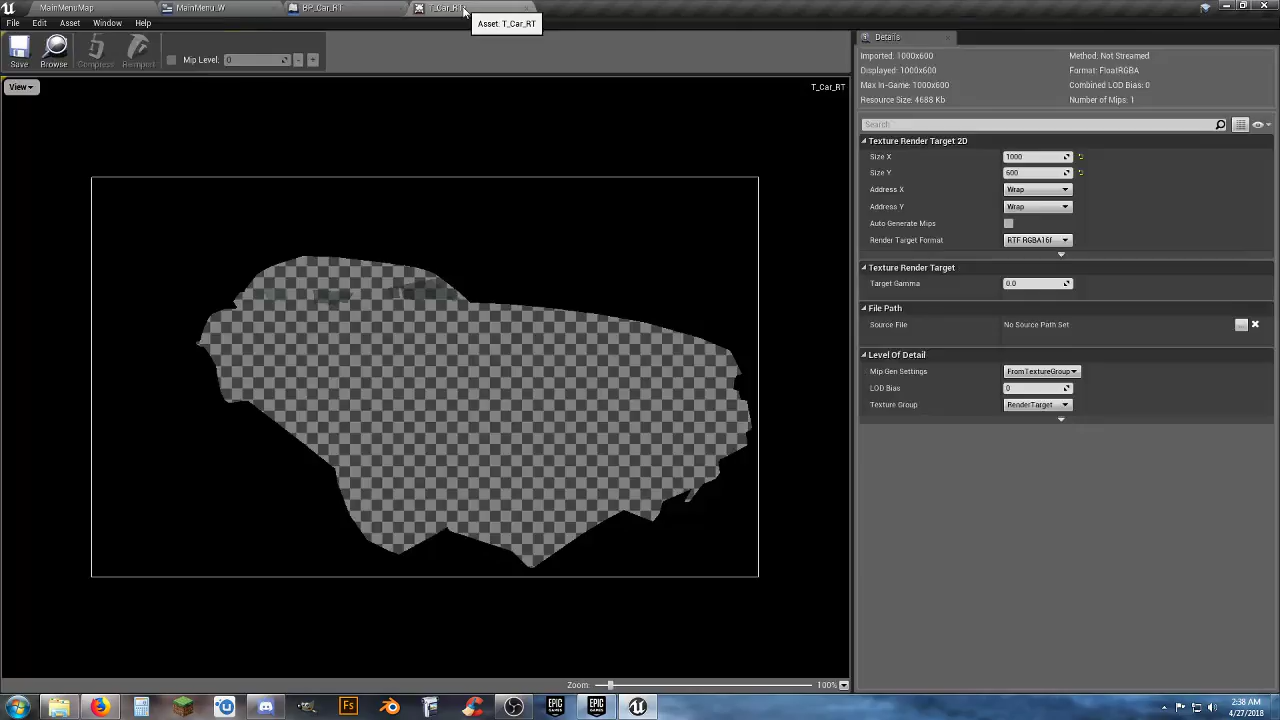 MainMenuMap
MainMenu_W
BP_Car_RT
T_Car_RT
File
Edit
Asset
Window
Help
Asset: T_Car_RT
Save
Browse
Compress
Reimport
Mip Level:
0
-
+
View
T_Car_RT
Zoom:
100%
Details
Imported: 1000x600
Method: Not Streamed
Displayed: 1000x600
Format: FloatRGBA
Max In-Game: 1000x600
Combined LOD Bias: 0
Resource Size: 4688 Kb
Number of Mips: 1
Search
Texture Render Target 2D
Size X
1000
Size Y
600
Address X
Wrap
Address Y
Wrap
Auto Generate Mips
Render Target Format
RTF RGBA16f
Texture Render Target
Target Gamma
0.0
File Path
Source File
No Source Path Set
...
Level Of Detail
Mip Gen Settings
FromTextureGroup
LOD Bias
0
Texture Group
RenderTarget
Fs
EPIC
GAMES
EPIC
GAMES
2:38 AM
4/27/2018